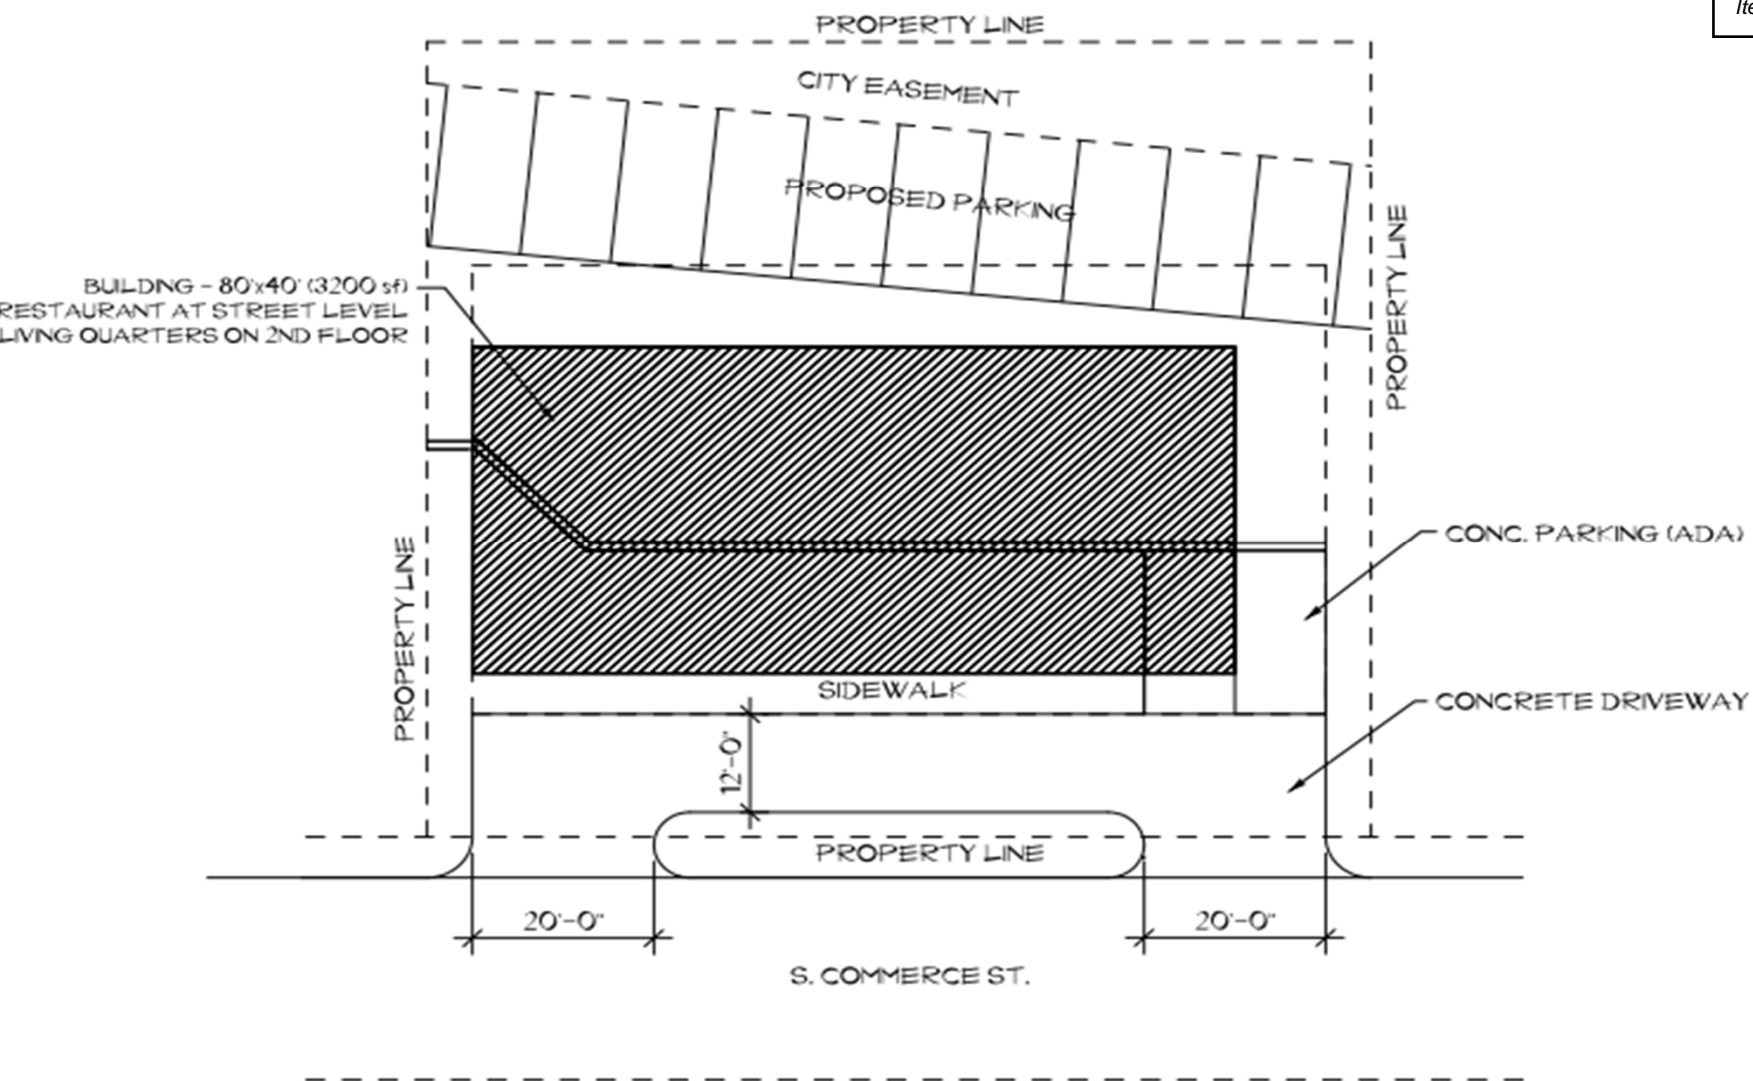 PROPERTY LINE
CITY EASEMENT
PROPOSED PARKING
PROPERTY LINE
BUILDING - 80'x40' (3200 sf)
RESTAURANT AT STREET LEVEL
LIVING QUARTERS ON 2ND FLOOR
CONC. PARKING (ADA)
PROPERTY LINE
SIDEWALK
CONCRETE DRIVEWAY
12'-0"
PROPERTY LINE
20'-0"
20'-0"
S. COMMERCE ST.